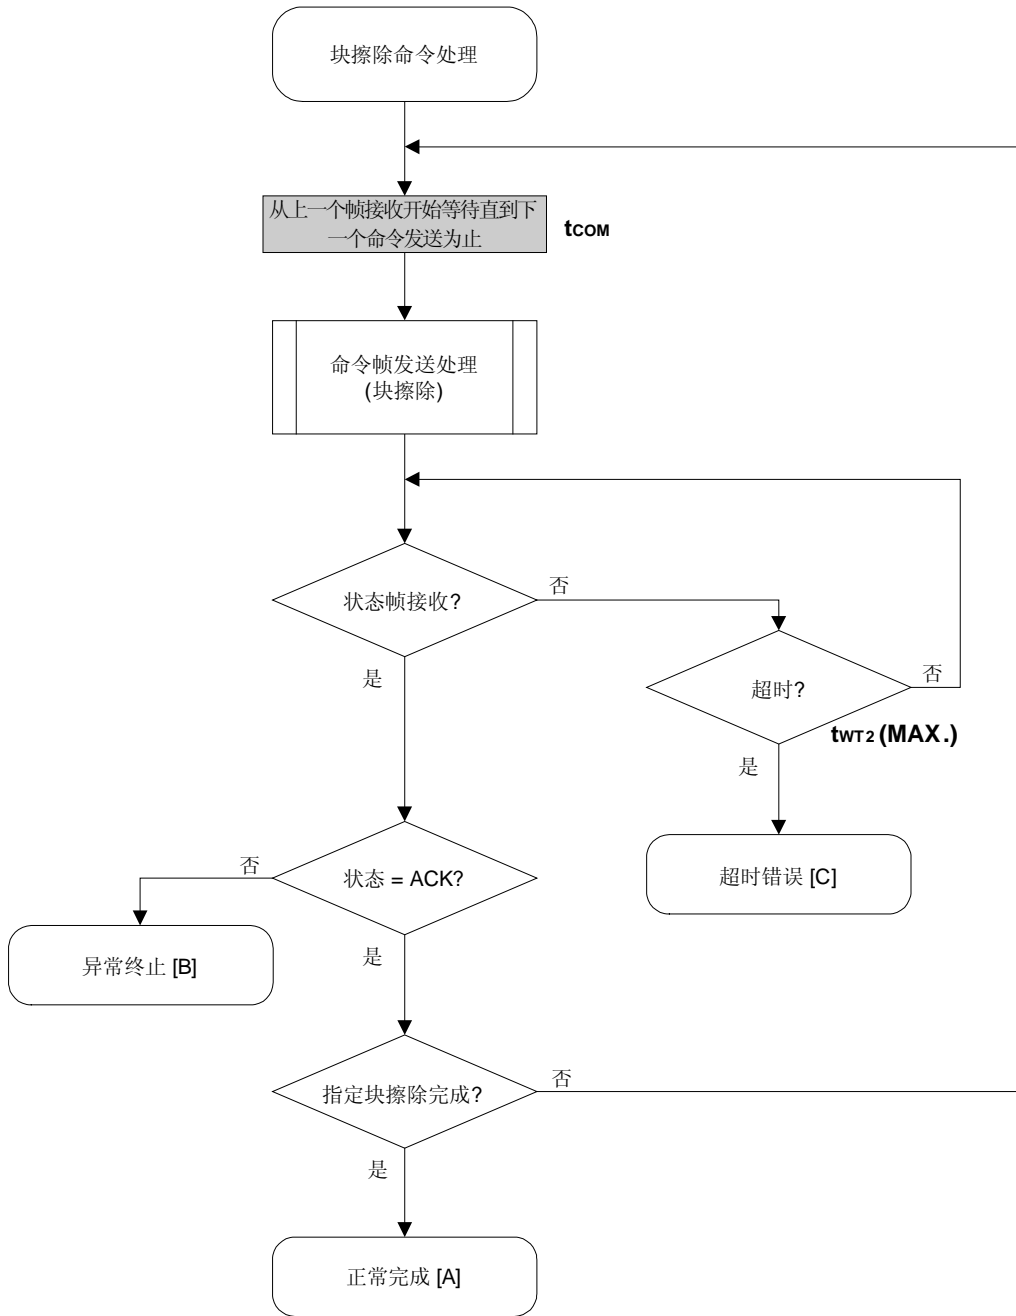 块擦除命令处理
从上一个帧接收开始等待直到下
一个命令发送为止
tCOM
命令帧发送处理
(块擦除)
状态帧接收?
否
是
超时?
否
tWT2 (MAX.)
是
状态 = ACK?
否
超时错误 [C]
是
异常终止 [B]
指定块擦除完成?
否
是
正常完成 [A]